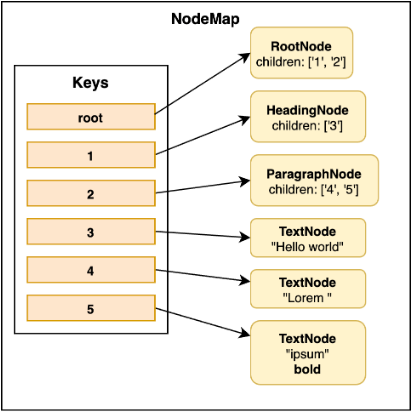 NodeMap
Keys
root
1
2
3
4
5
RootNode
children: ['1', '2']
HeadingNode
children: ['3']
ParagraphNode
children: ['4', '5']
TextNode
"Hello world"
TextNode
"Lorem "
TextNode
"ipsum"
bold